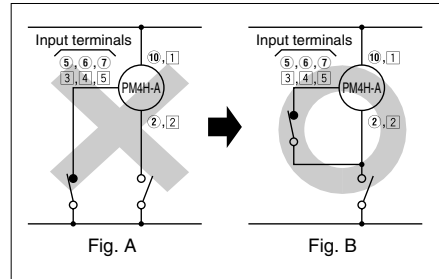 Input terminals
⑤, ⑥, ⑦
3, 4, 5
⑩, 1
PM4H-A
②, 2
Fig. A
Input terminals
⑤, ⑥, ⑦
3, 4, 5
⑩, 1
PM4H-A
②, 2
Fig. B